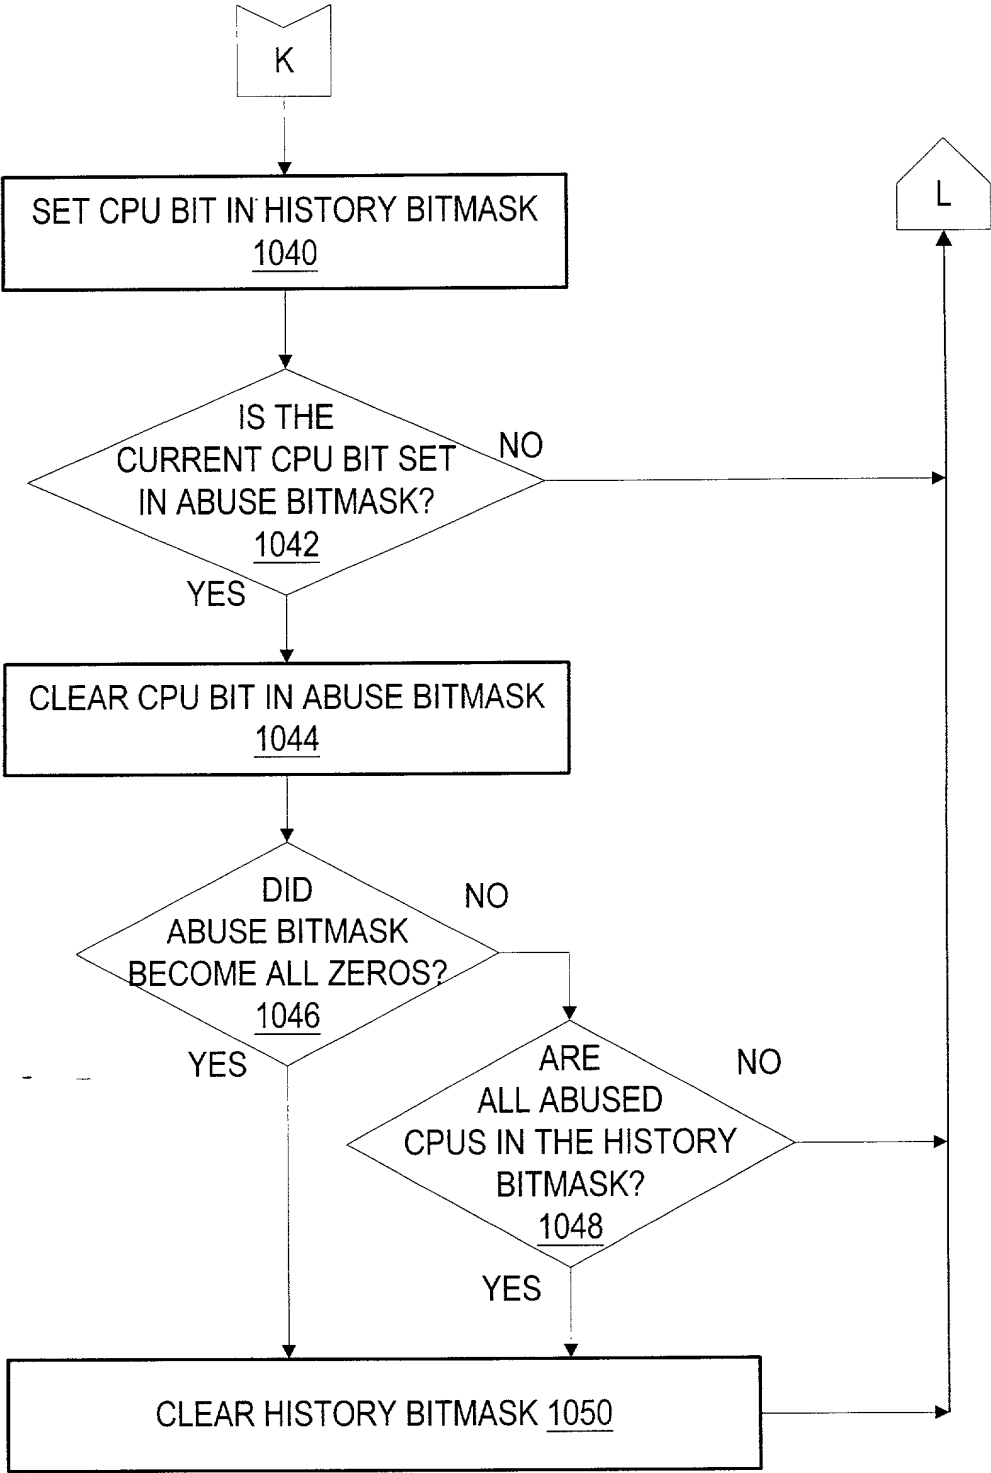 K
SET CPU BIT IN HISTORY BITMASK
1040
L
IS THE
CURRENT CPU BIT SET
IN ABUSE BITMASK?
1042
NO
YES
CLEAR CPU BIT IN ABUSE BITMASK
1044
DID
ABUSE BITMASK
BECOME ALL ZEROS?
1046
NO
YES
ARE
ALL ABUSED
CPUS IN THE HISTORY
BITMASK?
1048
NO
YES
CLEAR HISTORY BITMASK 1050